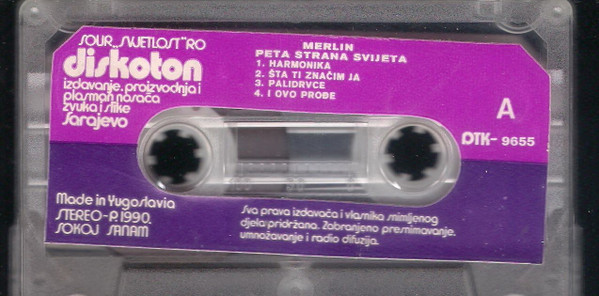 SOUR „SVJETLOST” RO
diskoton
izdavanje, proizvodnja i
plasman nosača
zvuka i slike
Sarajevo
MERLIN
PETA STRANA SVIJETA
1. HARMONIKA
2. ŠTA TI ZNAČIM JA
3. PALIDRVCE
4. I OVO PROĐE
A
DTK- 9655
Made in Yugoslavia
STEREO-P.1990.
SOKOJ SANAM
Sva prava izdavača i vlasnika snimljenog
djela pridržana. Zabranjeno presnimavanje,
umnožavanje i radio difuzija.